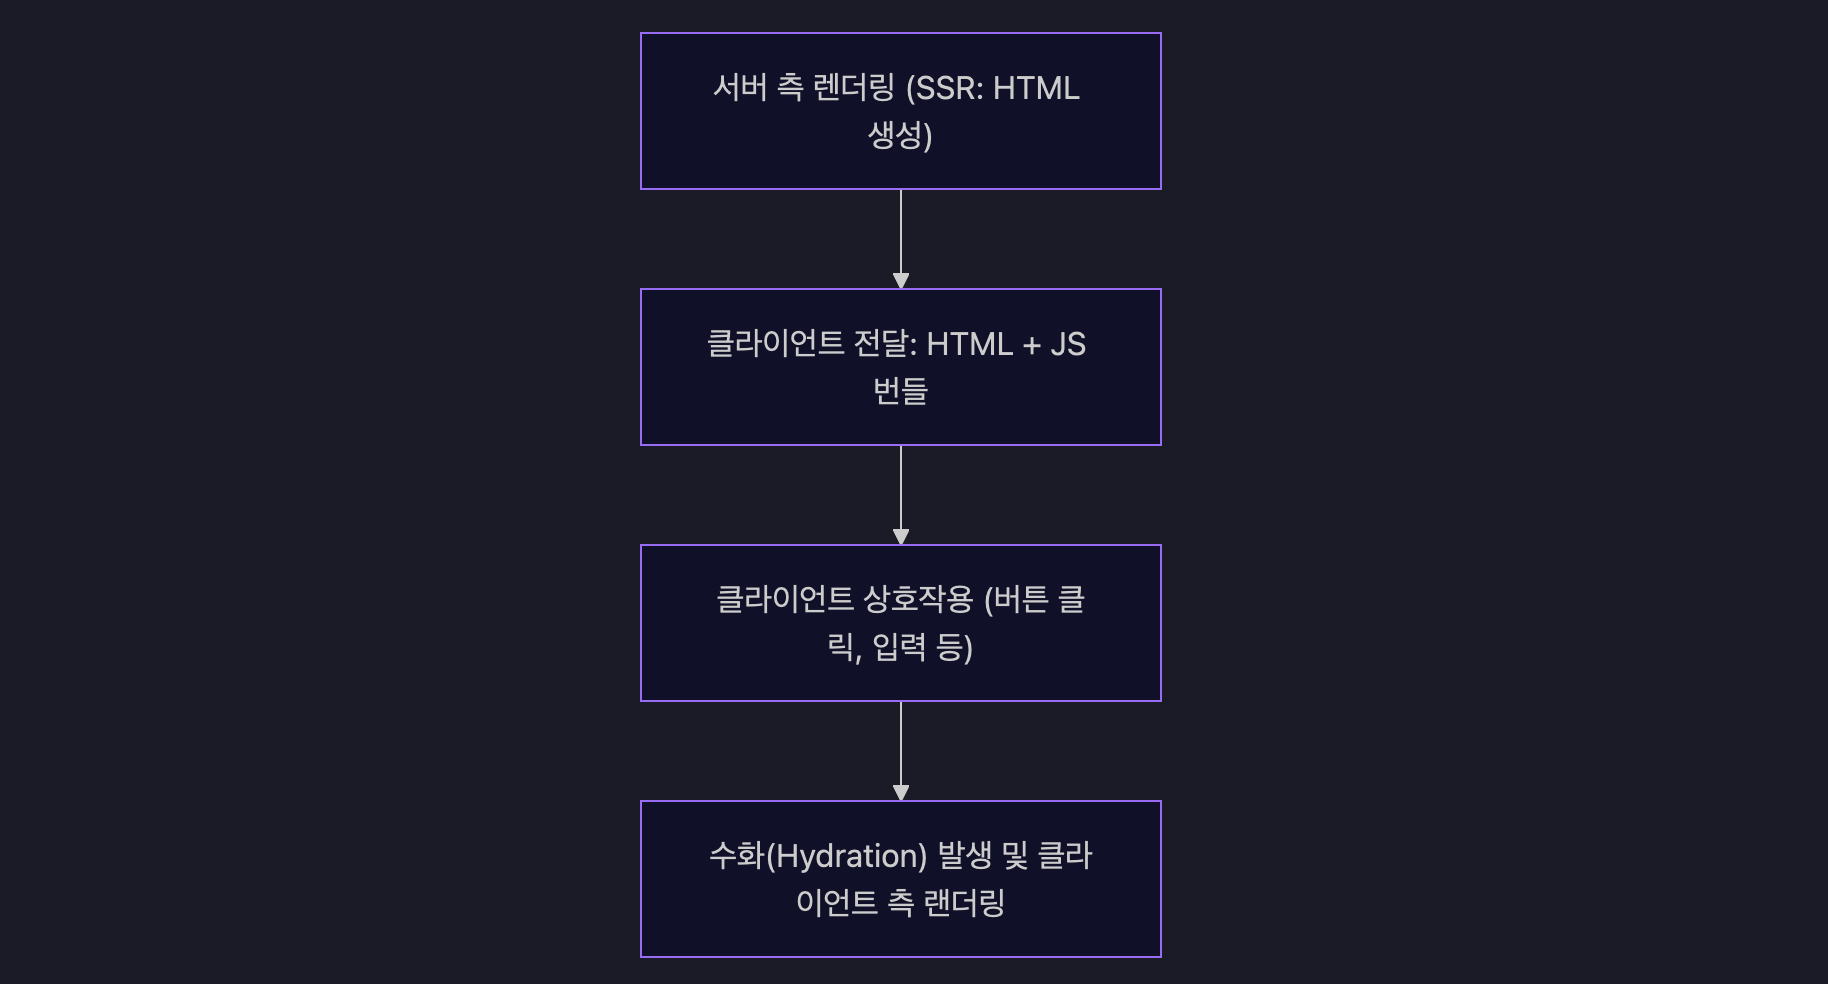 서버 측 렌더링 (SSR: HTML
생성)
클라이언트 전달: HTML + JS
번들
클라이언트 상호작용 (버튼 클
릭, 입력 등)
수화(Hydration) 발생 및 클라
이언트 측 랜더링